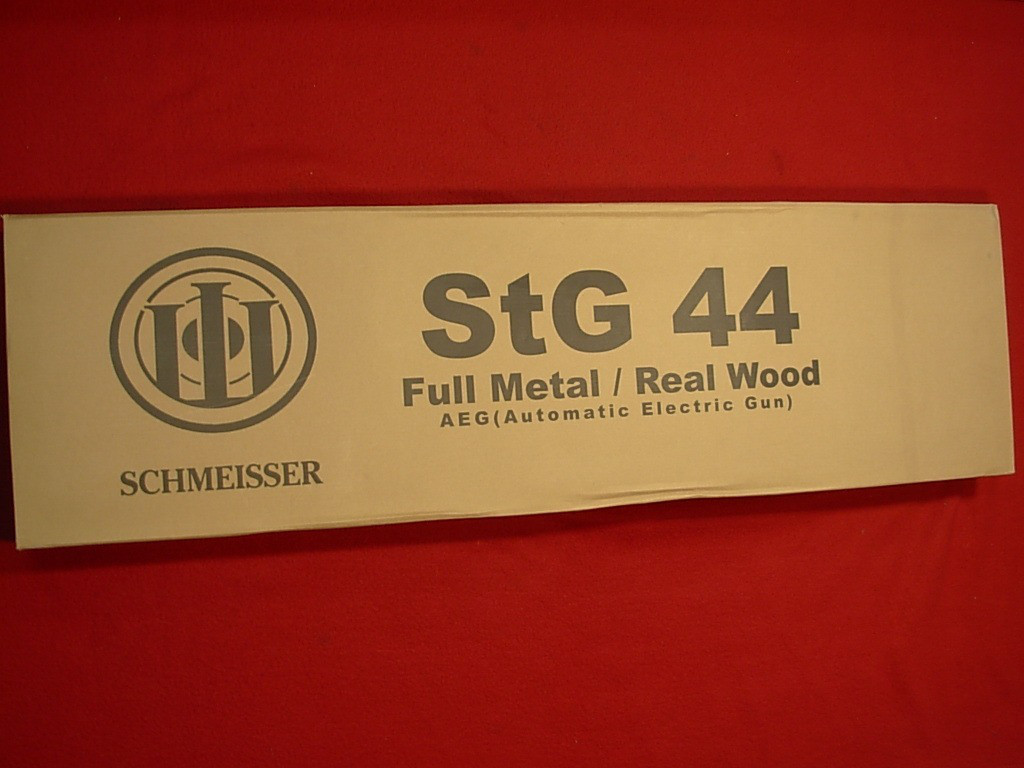 StG 44
Full Metal / Real Wood
AEG(Automatic Electric Gun)
SCHMEISSER